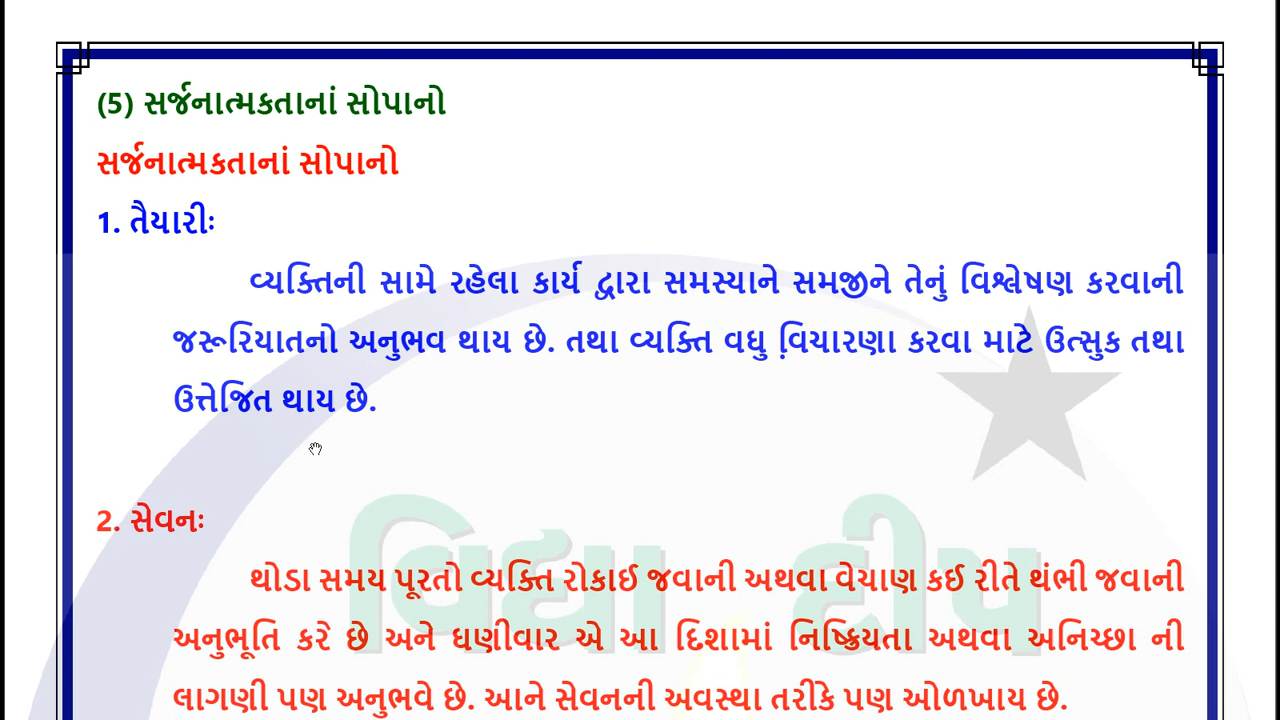 (5) સર્જનાત્મકતાનાં સોપાનો
સર્જનાત્મકતાનાં સોપાનો
1. તૈયારીઃ
વ્યક્તિની સામે રહેલા કાર્ય દ્વારા સમસ્યાને સમજીને તેનું વિશ્લેષણ કરવાની
જરૂરિયાતનો અનુભવ થાય છે. તથા વ્યક્તિ વધુ વિ઼ચારણા કરવા માટે ઉત્સુક તથા
ઉત્તેજિત થાય છે.
2. સેવનઃ
થોડા સમય પૂરતો વ્યક્તિ રોકાઈ જવાની અથવા વેચાણ કઈ રીતે થંભી જવાની
અનુભૂતિ કરે છે અને ઘણીવાર એ આ દિશામાં નિષ્ક્રિયતા અથવા અનિચ્છા ની
લાગણી પણ અનુભવે છે. આને સેવનની અવસ્થા તરીકે પણ ઓળખાય છે.
વિદ્યા દીપ